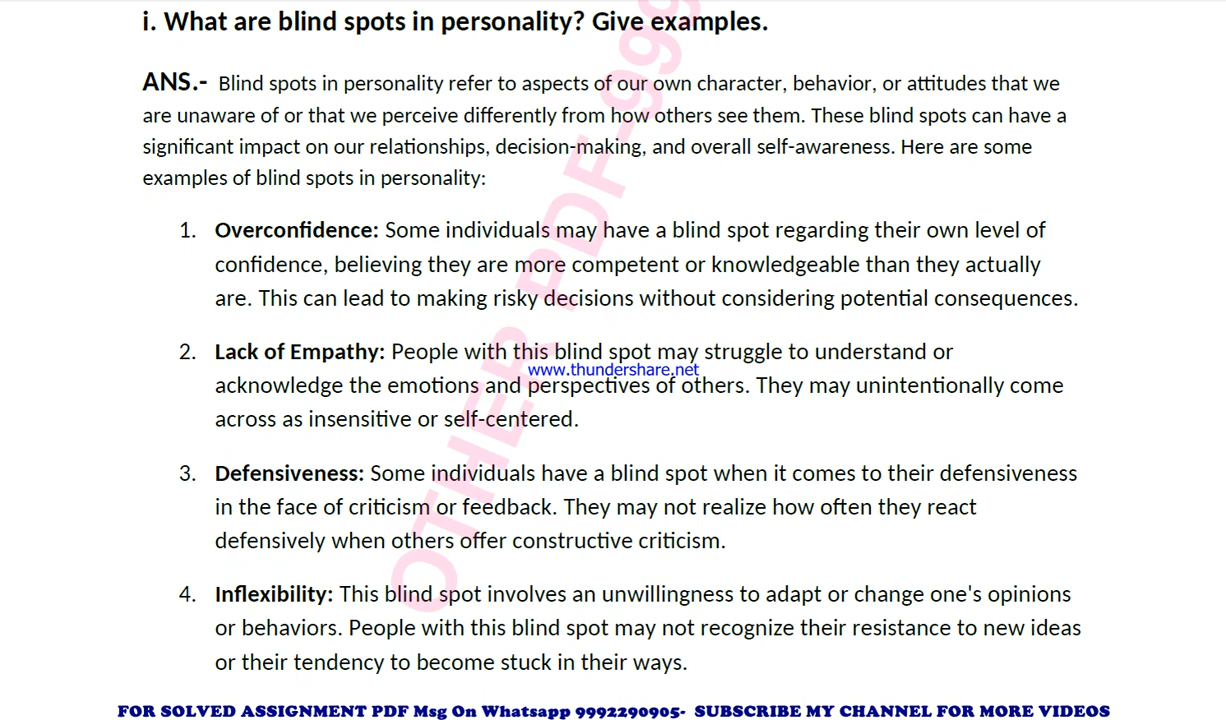 i. What are blind spots in personality? Give examples.
ANS.- Blind spots in personality refer to aspects of our own character, behavior, or attitudes that we
are unaware of or that we perceive differently from how others see them. These blind spots can have a
significant impact on our relationships, decision-making, and overall self-awareness. Here are some
examples of blind spots in personality:
1. Overconfidence: Some individuals may have a blind spot regarding their own level of
confidence, believing they are more competent or knowledgeable than they actually
are. This can lead to making risky decisions without considering potential consequences.
2. Lack of Empathy: People with this blind spot may struggle to understand or
www.thundershare.net
acknowledge the emotions and perspectives of others. They may unintentionally come
across as insensitive or self-centered.
3. Defensiveness: Some individuals have a blind spot when it comes to their defensiveness
in the face of criticism or feedback. They may not realize how often they react
defensively when others offer constructive criticism.
4. Inflexibility: This blind spot involves an unwillingness to adapt or change one's opinions
or behaviors. People with this blind spot may not recognize their resistance to new ideas
or their tendency to become stuck in their ways.
OTHER PDF-999
FOR SOLVED ASSIGNMENT PDF Msg On Whatsapp 9992290905- SUBSCRIBE MY CHANNEL FOR MORE VIDEOS